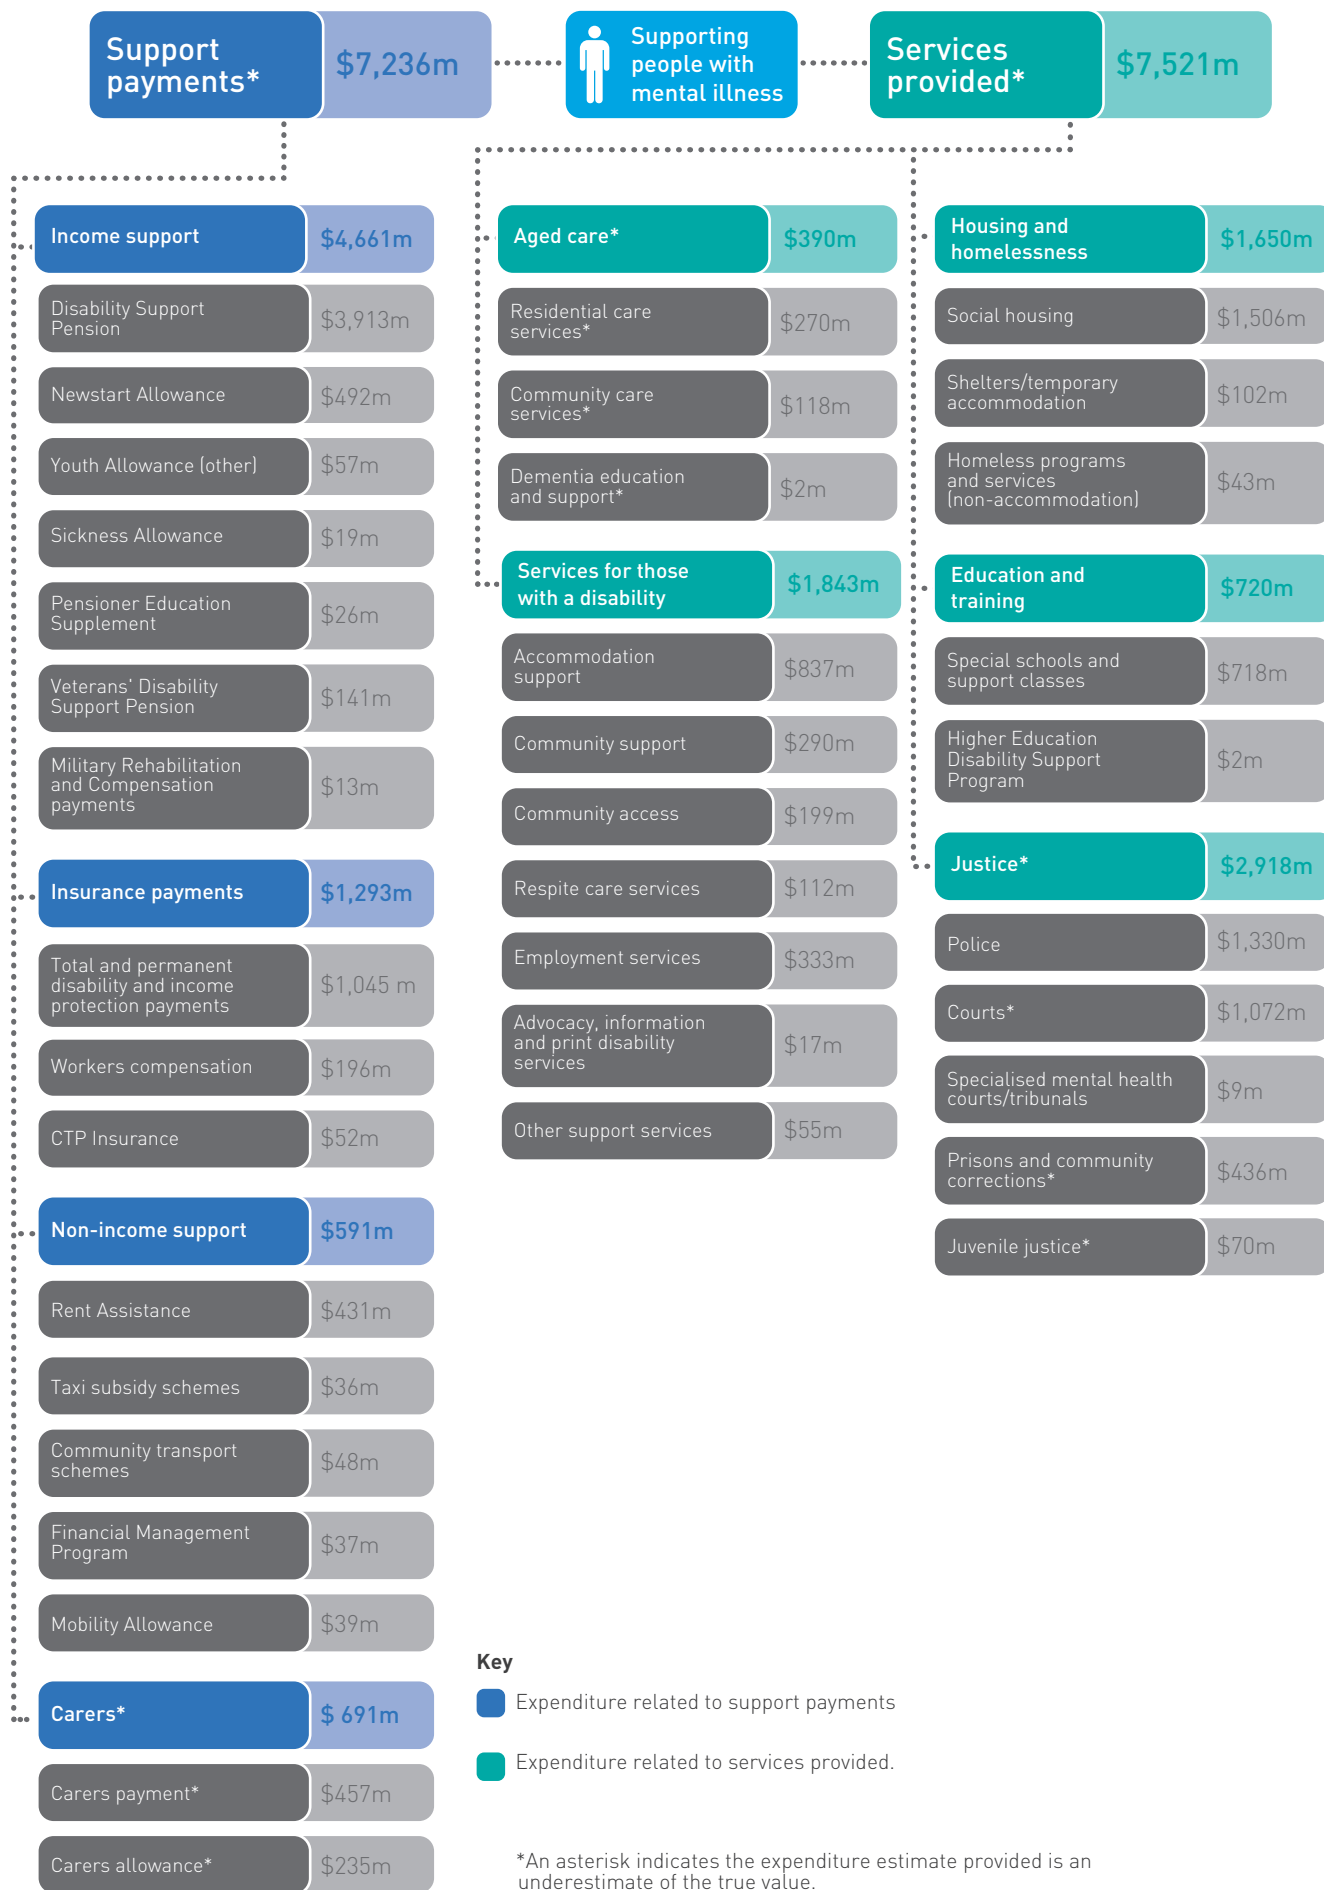 Support
payments*
$7,236m
Supporting
people with
mental illness
Services
provided*
$7,521m
Income support
$4,661m
Disability Support
Pension
$3,913m
Newstart Allowance
$492m
Youth Allowance (other)
$57m
Sickness Allowance
$19m
Pensioner Education
Supplement
$26m
Veterans' Disability
Support Pension
$141m
Military Rehabilitation
and Compensation
payments
$13m
Insurance payments
$1,293m
Total and permanent
disability and income
protection payments
$1,045 m
Workers compensation
$196m
CTP Insurance
$52m
Non-income support
$591m
Rent Assistance
$431m
Taxi subsidy schemes
$36m
Community transport
schemes
$48m
Financial Management
Program
$37m
Mobility Allowance
$39m
Carers*
$ 691m
Carers payment*
$457m
Carers allowance*
$235m
Aged care*
$390m
Residential care
services*
$270m
Community care
services*
$118m
Dementia education
and support*
$2m
Services for those
with a disability
$1,843m
Accommodation
support
$837m
Community support
$290m
Community access
$199m
Respite care services
$112m
Employment services
$333m
Advocacy, information
and print disability
services
$17m
Other support services
$55m
Housing and
homelessness
$1,650m
Social housing
$1,506m
Shelters/temporary
accommodation
$102m
Homeless programs
and services
(non-accommodation)
$43m
Education and
training
$720m
Special schools and
support classes
$718m
Higher Education
Disability Support
Program
$2m
Justice*
$2,918m
Police
$1,330m
Courts*
$1,072m
Specialised mental health
courts/tribunals
$9m
Prisons and community
corrections*
$436m
Juvenile justice*
$70m
Key
Expenditure related to support payments
Expenditure related to services provided.
*An asterisk indicates the expenditure estimate provided is an
underestimate of the true value.